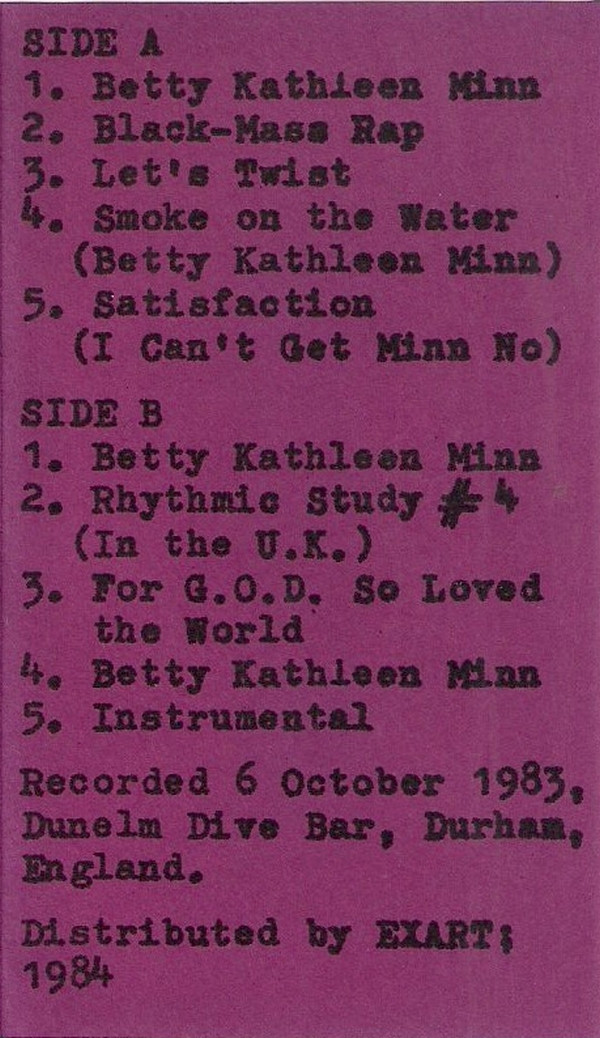 SIDE A
1. Betty Kathleen Minn
2. Black-Mass Rap
3. Let's Twist
4. Smoke on the Water
(Betty Kathleen Minn)
5. Satisfaction
(I Can't Get Minn No)
SIDE B
1. Betty Kathleen Minn
2. Rhythmic Study # 4
(In the U.K.)
3. For G.O.D. So Loved
the World
4. Betty Kathleen Minn
5. Instrumental
Recorded 6 October 1983,
Dunelm Dive Bar, Durham,
England.
Distributed by EXART;
1984